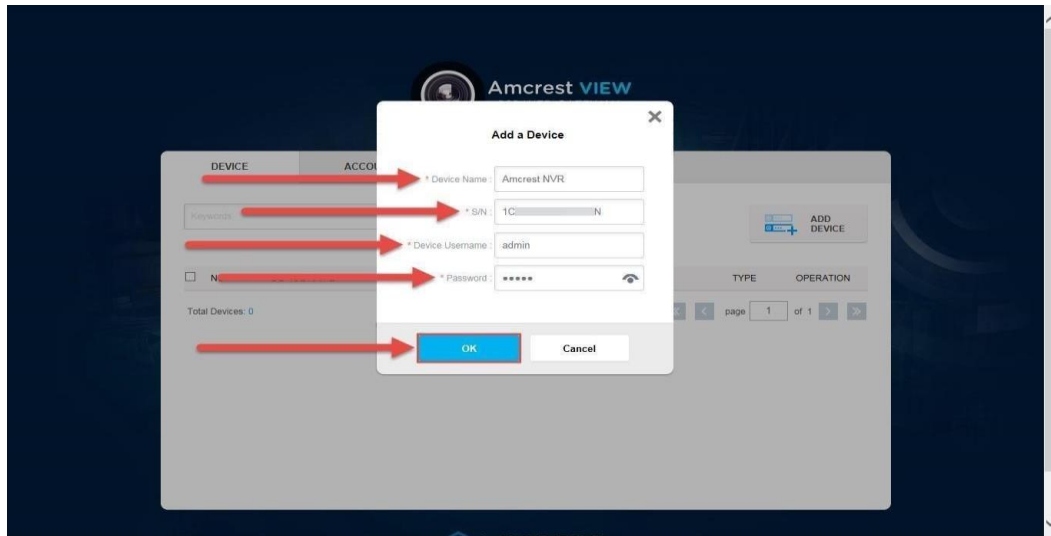 Amcrest VIEW
Add a Device
DEVICE
* Device Name : Amcrest NVR
* S/N : 1C N
ADD
DEVICE
* Device Username : admin
* Password : •••••
TYPE OPERATION
Total Devices: 0
page 1 of 1
OK Cancel